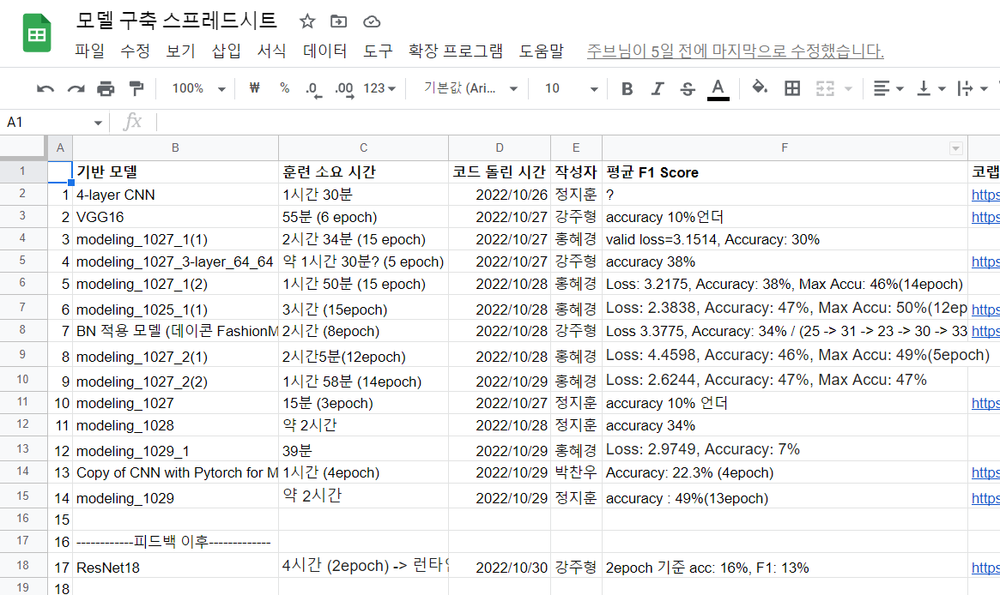 모델 구축 스프레드시트
파일 수정 보기 삽입 서식 데이터 도구 확장 프로그램 도움말 주브님이 5일 전에 마지막으로 수정했습니다.
100% ₩ % .0 .00 123 기본값 (Ari... 10 B I S A
A1 fx
A B C D E F
1 기반 모델 훈련 소요 시간 코드 돌린 시간 작성자 평균 F1 Score 코랩
2 1 4-layer CNN 1시간 30분 2022/10/26 정지훈 ? https
3 2 VGG16 55분 (6 epoch) 2022/10/27 강주형 accuracy 10%언더 https
4 3 modeling_1027_1(1) 2시간 34분 (15 epoch) 2022/10/27 홍혜경 valid loss=3.1514, Accuracy: 30%
5 4 modeling_1027_3-layer_64_64 약 1시간 30분? (5 epoch) 2022/10/27 강주형 accuracy 38% https
6 5 modeling_1027_1(2) 1시간 50분 (15 epoch) 2022/10/28 홍혜경 Loss: 3.2175, Accuracy: 38%, Max Accu: 46%(14epoch)
7 6 modeling_1025_1(1) 3시간 (15epoch) 2022/10/28 홍혜경 Loss: 2.3838, Accuracy: 47%, Max Accu: 50%(12ep https
8 7 BN 적용 모델 (데이콘 FashionM 2시간 (8epoch) 2022/10/28 강주형 Loss 3.3775, Accuracy: 34% / (25 -> 31 -> 23 -> 30 -> 33 https
9 8 modeling_1027_2(1) 2시간5분(12epoch) 2022/10/28 홍혜경 Loss: 4.4598, Accuracy: 46%, Max Accu: 49%(5epoch)
10 9 modeling_1027_2(2) 1시간 58분 (14epoch) 2022/10/29 홍혜경 Loss: 2.6244, Accuracy: 47%, Max Accu: 47%
11 10 modeling_1027 15분 (3epoch) 2022/10/27 정지훈 accuracy 10% 언더 https
12 11 modeling_1028 약 2시간 2022/10/28 정지훈 accuracy 34%
13 12 modeling_1029_1 39분 2022/10/29 홍혜경 Loss: 2.9749, Accuracy: 7%
14 13 Copy of CNN with Pytorch for M 1시간 (4epoch) 2022/10/29 박찬우 Accuracy: 22.3% (4epoch) https
15 14 modeling_1029 약 2시간 2022/10/29 정지훈 accuracy : 49%(13epoch) https
16 15
17 16 ------------피드백 이후-------------
18 17 ResNet18 4시간 (2epoch) -> 런타인 2022/10/30 강주형 2epoch 기준 acc: 16%, F1: 13% https
19 18